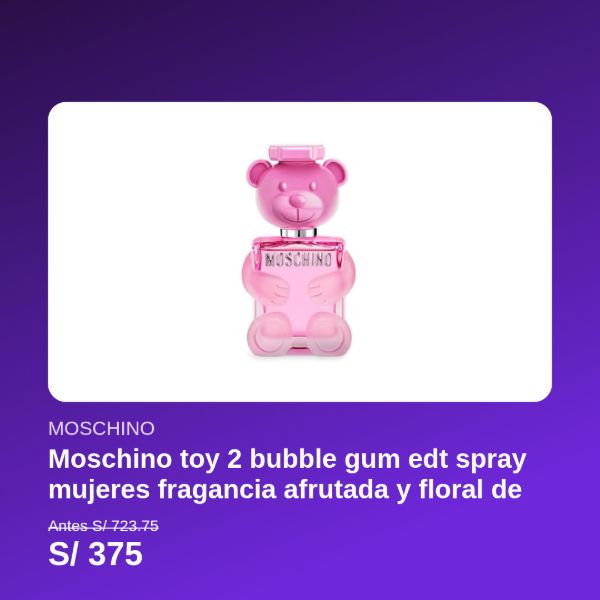 MOSCHINO
MOSCHINO
Moschino toy 2 bubble gum edt spray
mujeres fragancia afrutada y floral de
Antes S/ 723.75
S/ 375